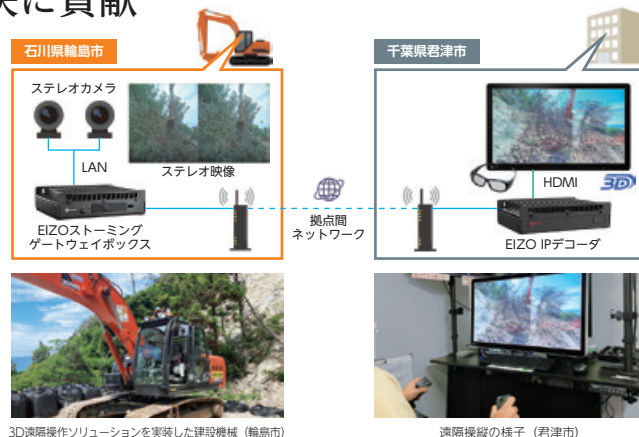 に貢献
石川県輪島市
千葉県君津市
ステレオカメラ
LAN
ステレオ映像
EIZOストーミング
ゲートウェイボックス
拠点間
ネットワーク
HDMI
3D
EIZO IPデコーダ
3D遠隔操作ソリューションを実装した建設機械（輪島市）
遠隔操縦の様子（君津市）